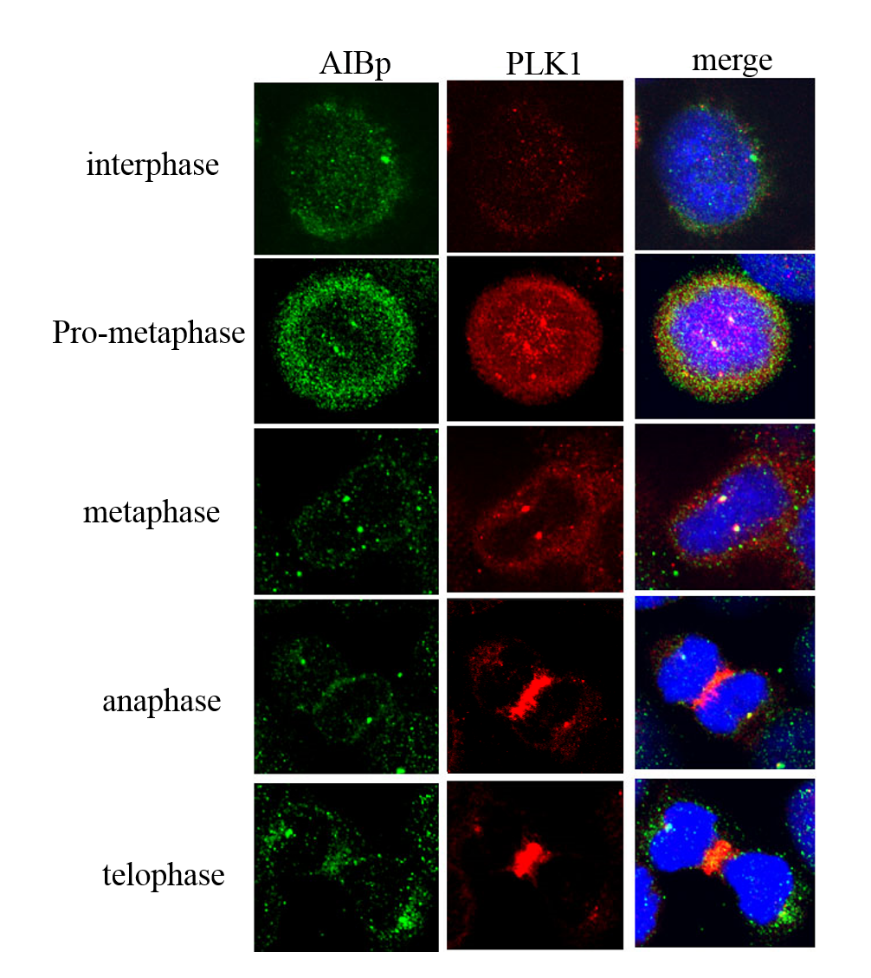 AIBp PLK1 merge
interphase
Pro-metaphase
metaphase
anaphase
telophase